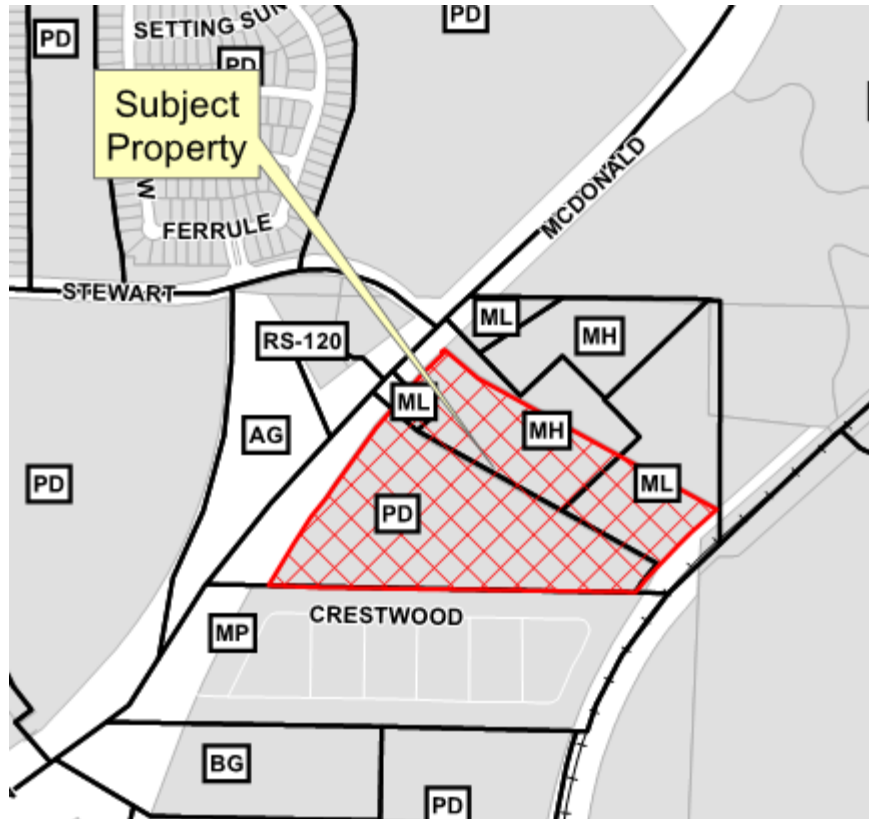 SETTING SUN
PD
PD
PD
Subject
Property
W
FERRULE
MCDONALD
STEWART
RS-120
ML
MH
ML
AG
MH
PD
ML
PD
CRESTWOOD
MP
BG
PD